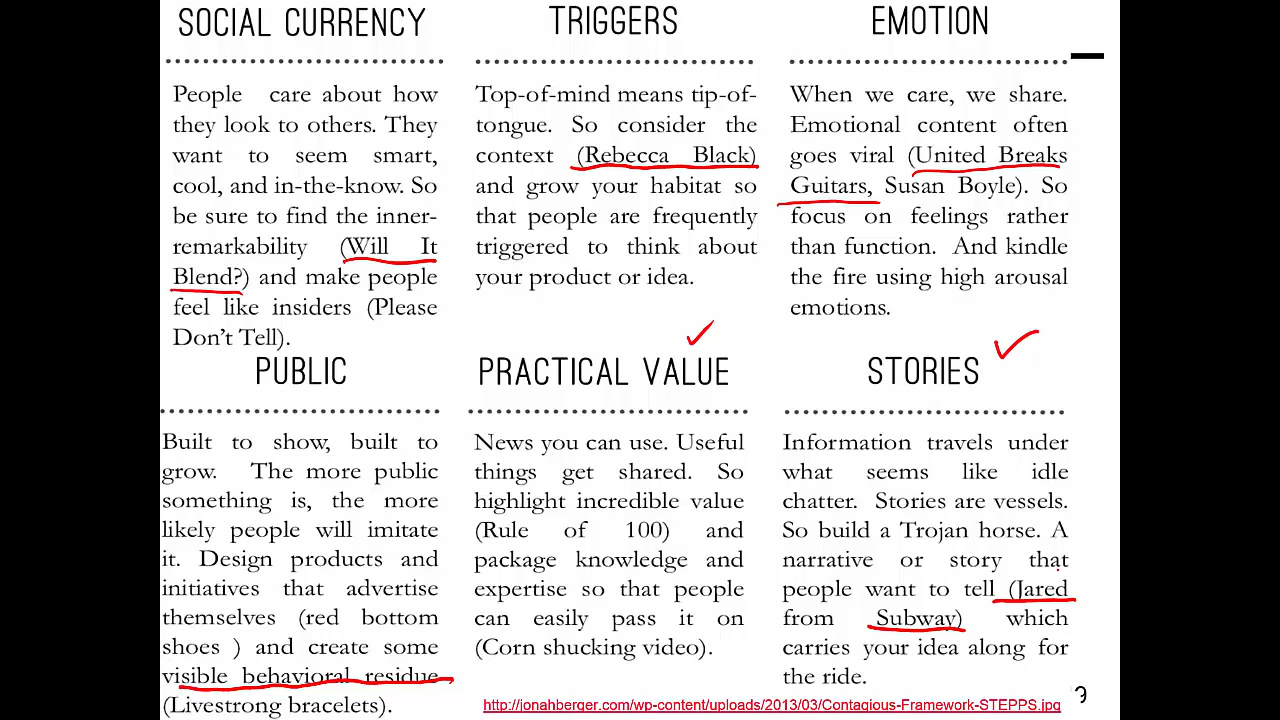 SOCIAL CURRENCY
People care about how
they look to others. They
want to seem smart,
cool, and in-the-know. So
be sure to find the inner-
remarkability (Will It
Blend?) and make people
feel like insiders (Please
Don't Tell).
TRIGGERS
Top-of-mind means tip-of-
tongue. So consider the
context (Rebecca Black)
and grow your habitat so
that people are frequently
triggered to think about
your product or idea.
EMOTION
When we care, we share.
Emotional content often
goes viral (United Breaks
Guitars, Susan Boyle). So
focus on feelings rather
than function. And kindle
the fire using high arousal
emotions.
PUBLIC
Built to show, built to
grow. The more public
something is, the more
likely people will imitate
it. Design products and
initiatives that advertise
themselves (red bottom
shoes ) and create some
visible behavioral residue
(Livestrong bracelets).
PRACTICAL VALUE
News you can use. Useful
things get shared. So
highlight incredible value
(Rule of 100) and
package knowledge and
expertise so that people
can easily pass it on
(Corn shucking video).
STORIES
Information travels under
what seems like idle
chatter. Stories are vessels.
So build a Trojan horse. A
narrative or story that
people want to tell (Jared
from Subway) which
carries your idea along for
the ride.
http://jonahberger.com/wp-content/uploads/2013/03/Contagious-Framework-STEPPS.jpg